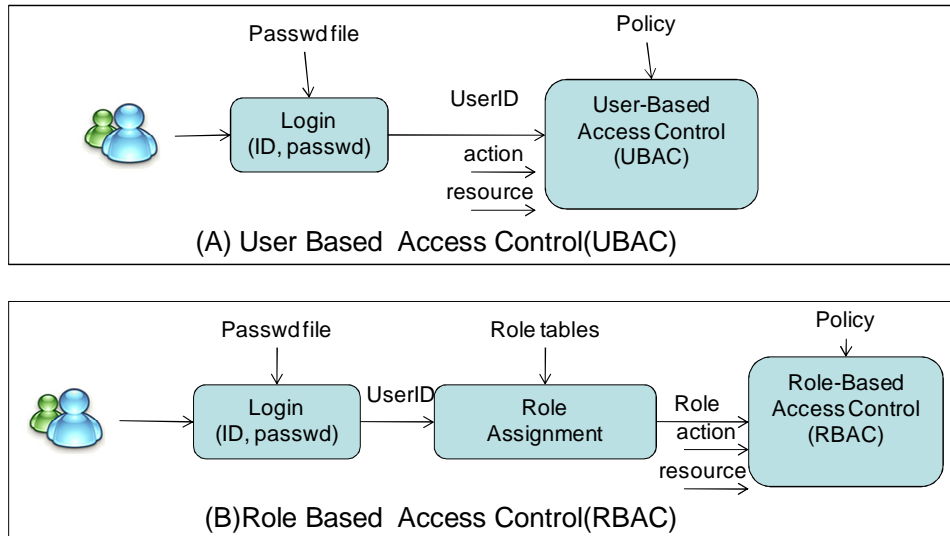 Passwd file
Policy
Login
(ID, passwd)
UserID
action
resource
User-Based
Access Control
(UBAC)
(A) User Based Access Control(UBAC)
Passwd file
Role tables
Policy
Login
(ID, passwd)
UserID
Role
Assignment
Role
action
resource
Role-Based
Access Control
(RBAC)
(B)Role Based Access Control(RBAC)